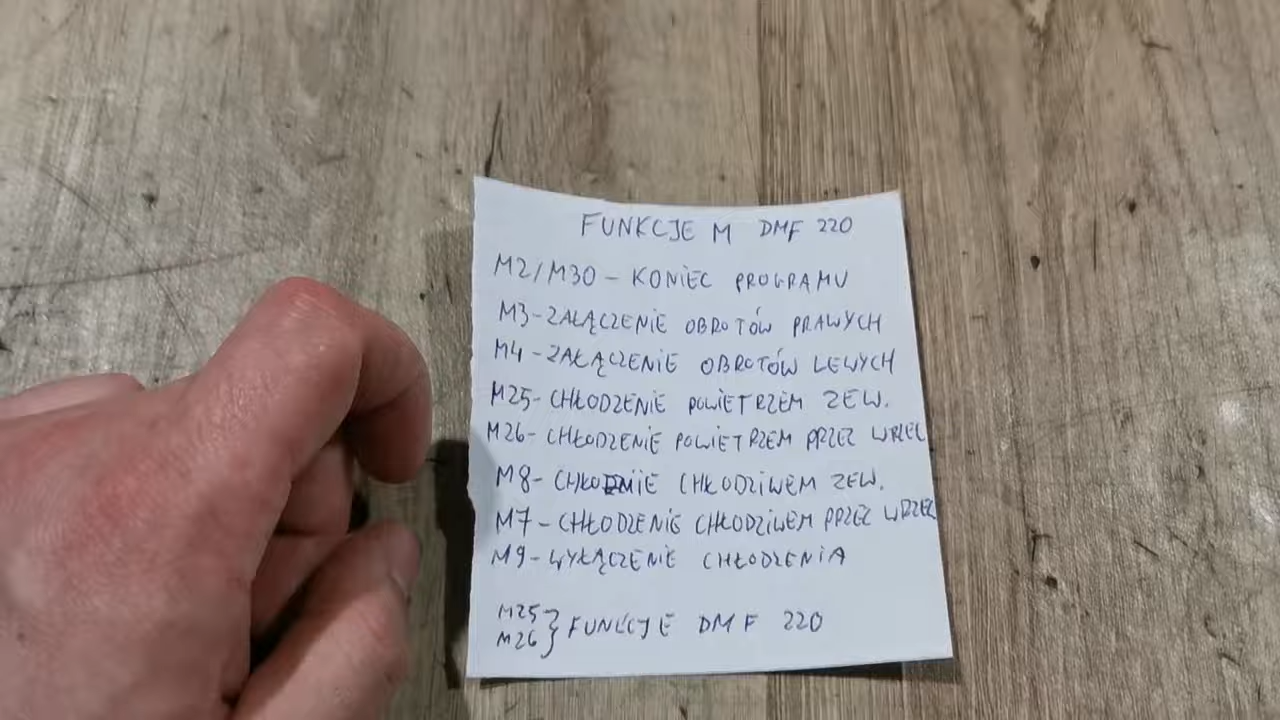 FUNKCJE M DMF 220
M2/M30 - KONIEC PROGRAMU
M3-ZAŁĄCZENIE OBROTÓW PRAWYCH
M4-ZAŁĄCZENIE OBROTÓW LEWYCH
M25-CHŁODZENIE POWIETRZEM ZEW.
M26-CHŁODZENIE POWIETRZEM PRZEZ WRZEC
M8-CHŁODZNIE CHŁODZIWEM ZEW.
M7-CHŁODZENIE CHŁODZIWEM PRZEZ WRZEC
M9-WYŁĄCZENIE CHŁODZENIA
M25
M26 } FUNKCJE DMF 220